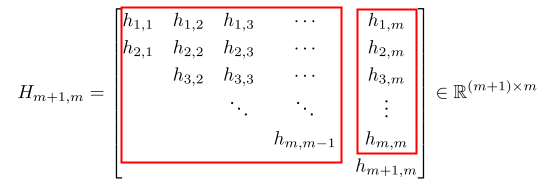 h_{1,1} h_{1,2} h_{1,3} ⋯ h_{1,m}
h_{2,1} h_{2,2} h_{2,3} ⋯ h_{2,m}
h_{3,2} h_{3,3} ⋯ h_{3,m}
H_{m+1,m} = [ ⋱ ⋱ ⋮ ] ∈ ℝ^{(m+1)×m}
h_{m,m−1} h_{m,m}
h_{m+1,m}